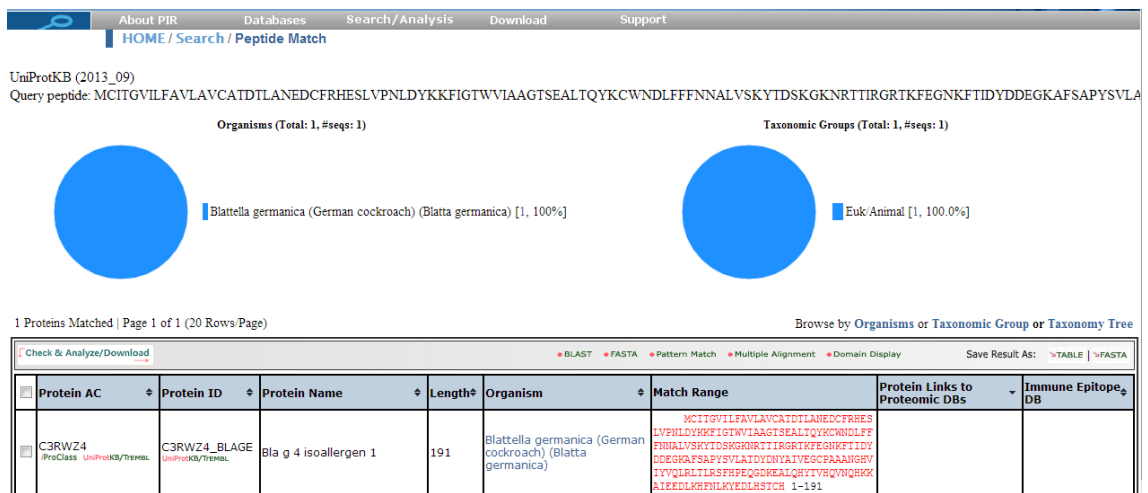 About PIR Databases Search/Analysis Download Support
HOME / Search / Peptide Match
UniProtKB (2013_09)
Query peptide: MCITGVILFAVLAVCATDTLANEDCFRHESLVPNLDYKKFIGTWVIAAGTSEALTQYKCWNDLFFFNNALVSKYTDSKGKNRTTIRGRTKFEGNKFTIDYDDEGKAFSAPYSVLA
Organisms (Total: 1, #seqs: 1)
Taxonomic Groups (Total: 1, #seqs: 1)
Blattella germanica (German cockroach) (Blatta germanica) [1, 100%]
Euk/Animal [1, 100.0%]
1 Proteins Matched | Page 1 of 1 (20 Rows/Page)
Browse by Organisms or Taxonomic Group or Taxonomy Tree
Check & Analyze/Download
BLAST FASTA Pattern Match Multiple Alignment Domain Display Save Result As: TABLE | FASTA
Protein AC Protein ID Protein Name Length Organism Match Range Protein Links to Proteomic DBs Immune Epitope DB
C3RWZ4
iProClass UniProtKB/TrEMBL
C3RWZ4_BLAGE
UniProtKB/TrEMBL
Bla g 4 isoallergen 1
191
Blattella germanica (German
cockroach) (Blatta
germanica)
MCITGVILFAVLAVCATDTLANEDCFRHES
LVPNLDYKKFIGTWVIAAGTSEALTQYKCWNDLFF
FNNALVSKYTDSKGKNRTTIRGRTKFEGNKFTIDY
DDEGKAFSAPYSVLATDYDNYAIVEGCPAAANGHV
IYVQLRLTLRSFHPEQGDKEALQHYTVHQVNQHKK
AIEEDLKHFNLKYEDLHSTCH 1-191